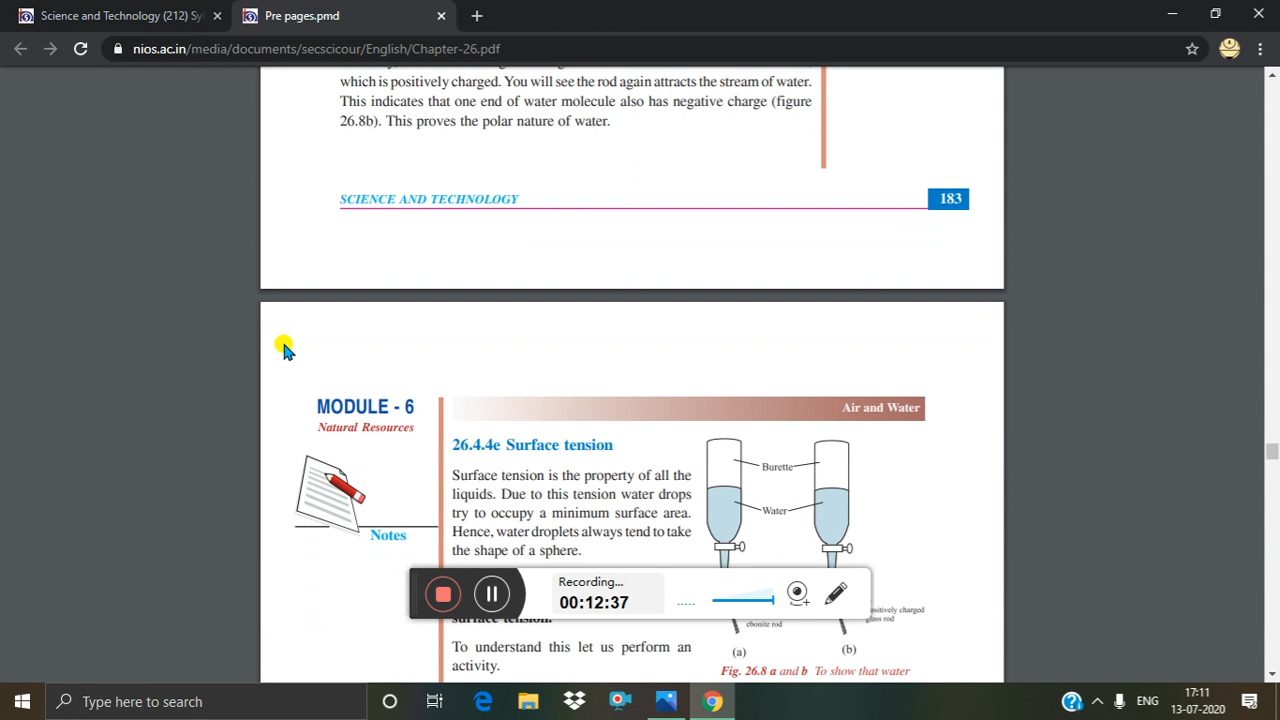 Science and Technology (212) Syl
Pre pages.pmd
nios.ac.in/media/documents/secscicour/English/Chapter-26.pdf
which is positively charged. You will see the rod again attracts the stream of water.
This indicates that one end of water molecule also has negative charge (figure
26.8b). This proves the polar nature of water.
SCIENCE AND TECHNOLOGY
183
MODULE - 6
Natural Resources
Notes
Air and Water
26.4.4e Surface tension
Surface tension is the property of all the
liquids. Due to this tension water drops
try to occupy a minimum surface area.
Hence, water droplets always tend to take
the shape of a sphere.
surface tension.
To understand this let us perform an
activity.
Burette
Water
ebonite rod
ositively charged
glass rod
(a)
(b)
Fig. 26.8 a and b To show that water
Recording...
00:12:37
Type here to search
ENG
17:11
13-07-2020